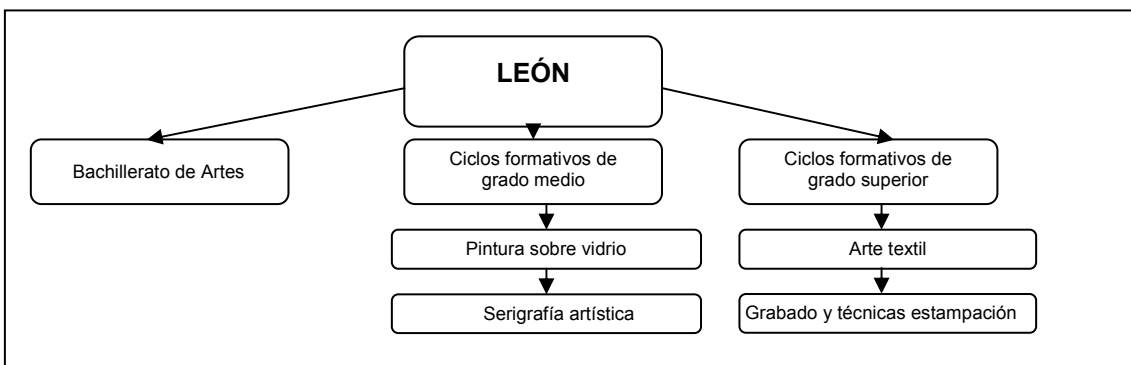 LEÓN
Bachillerato de Artes
Ciclos formativos de
grado medio
Ciclos formativos de
grado superior
Pintura sobre vidrio
Arte textil
Serigrafía artística
Grabado y técnicas estampación